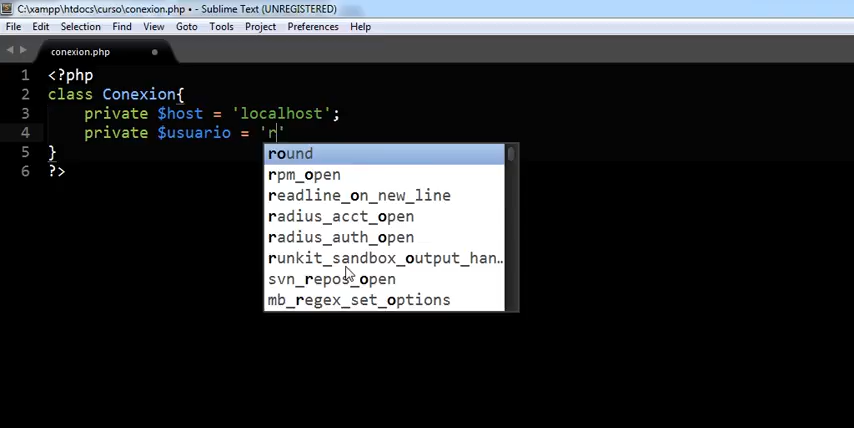 C:\xampp\htdocs\curso\conexion.php • - Sublime Text (UNREGISTERED)
File Edit Selection Find View Goto Tools Project Preferences Help
conexion.php
1 <?php
2 class Conexion{
3 private $host = 'localhost';
4 private $usuario = 'r'
5 }
6 ?>
round
rpm_open
readline_on_new_line
radius_acct_open
radius_auth_open
runkit_sandbox_output_han..
svn_repos_open
mb_regex_set_options